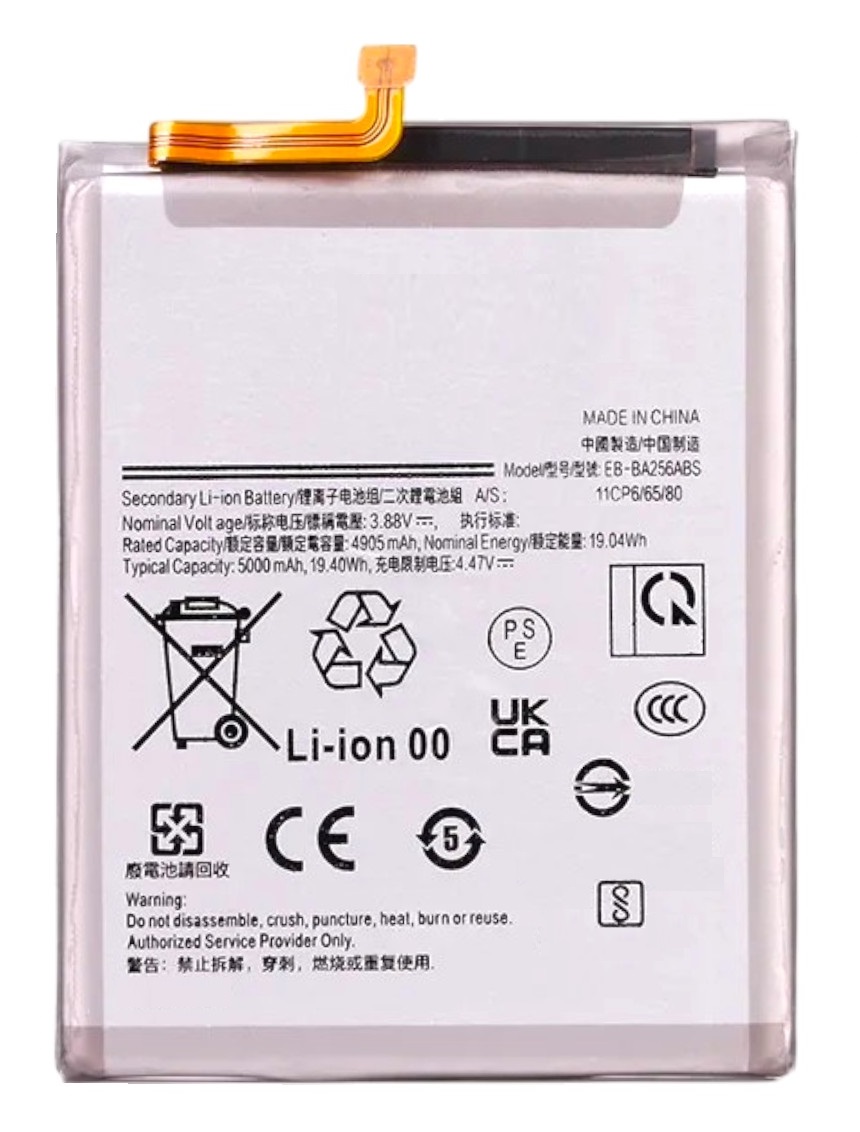 MADE IN CHINA
中國製造/中国制造
Model/型号/型號: EB-BA256ABS
Secondary Li-ion Battery/锂离子电池组/二次鋰電池組 A/S: 11CP6/65/80
Nominal Volt age/标称电压/標稱電壓: 3.88V⎓, 执行标准:
Rated Capacity/额定容量/額定電容量: 4905 mAh, Nominal Energy/额定能量: 19.04Wh
Typical Capacity: 5000 mAh, 19.40Wh, 充电限制电压:4.47V⎓
PS
E
Li-ion 00
UK
CA
CCC
CE
5
廢電池請回收
Warning:
Do not disassemble, crush, puncture, heat, burn or reuse.
Authorized Service Provider Only.
警告: 禁止拆解, 穿刺, 燃烧或重复使用.